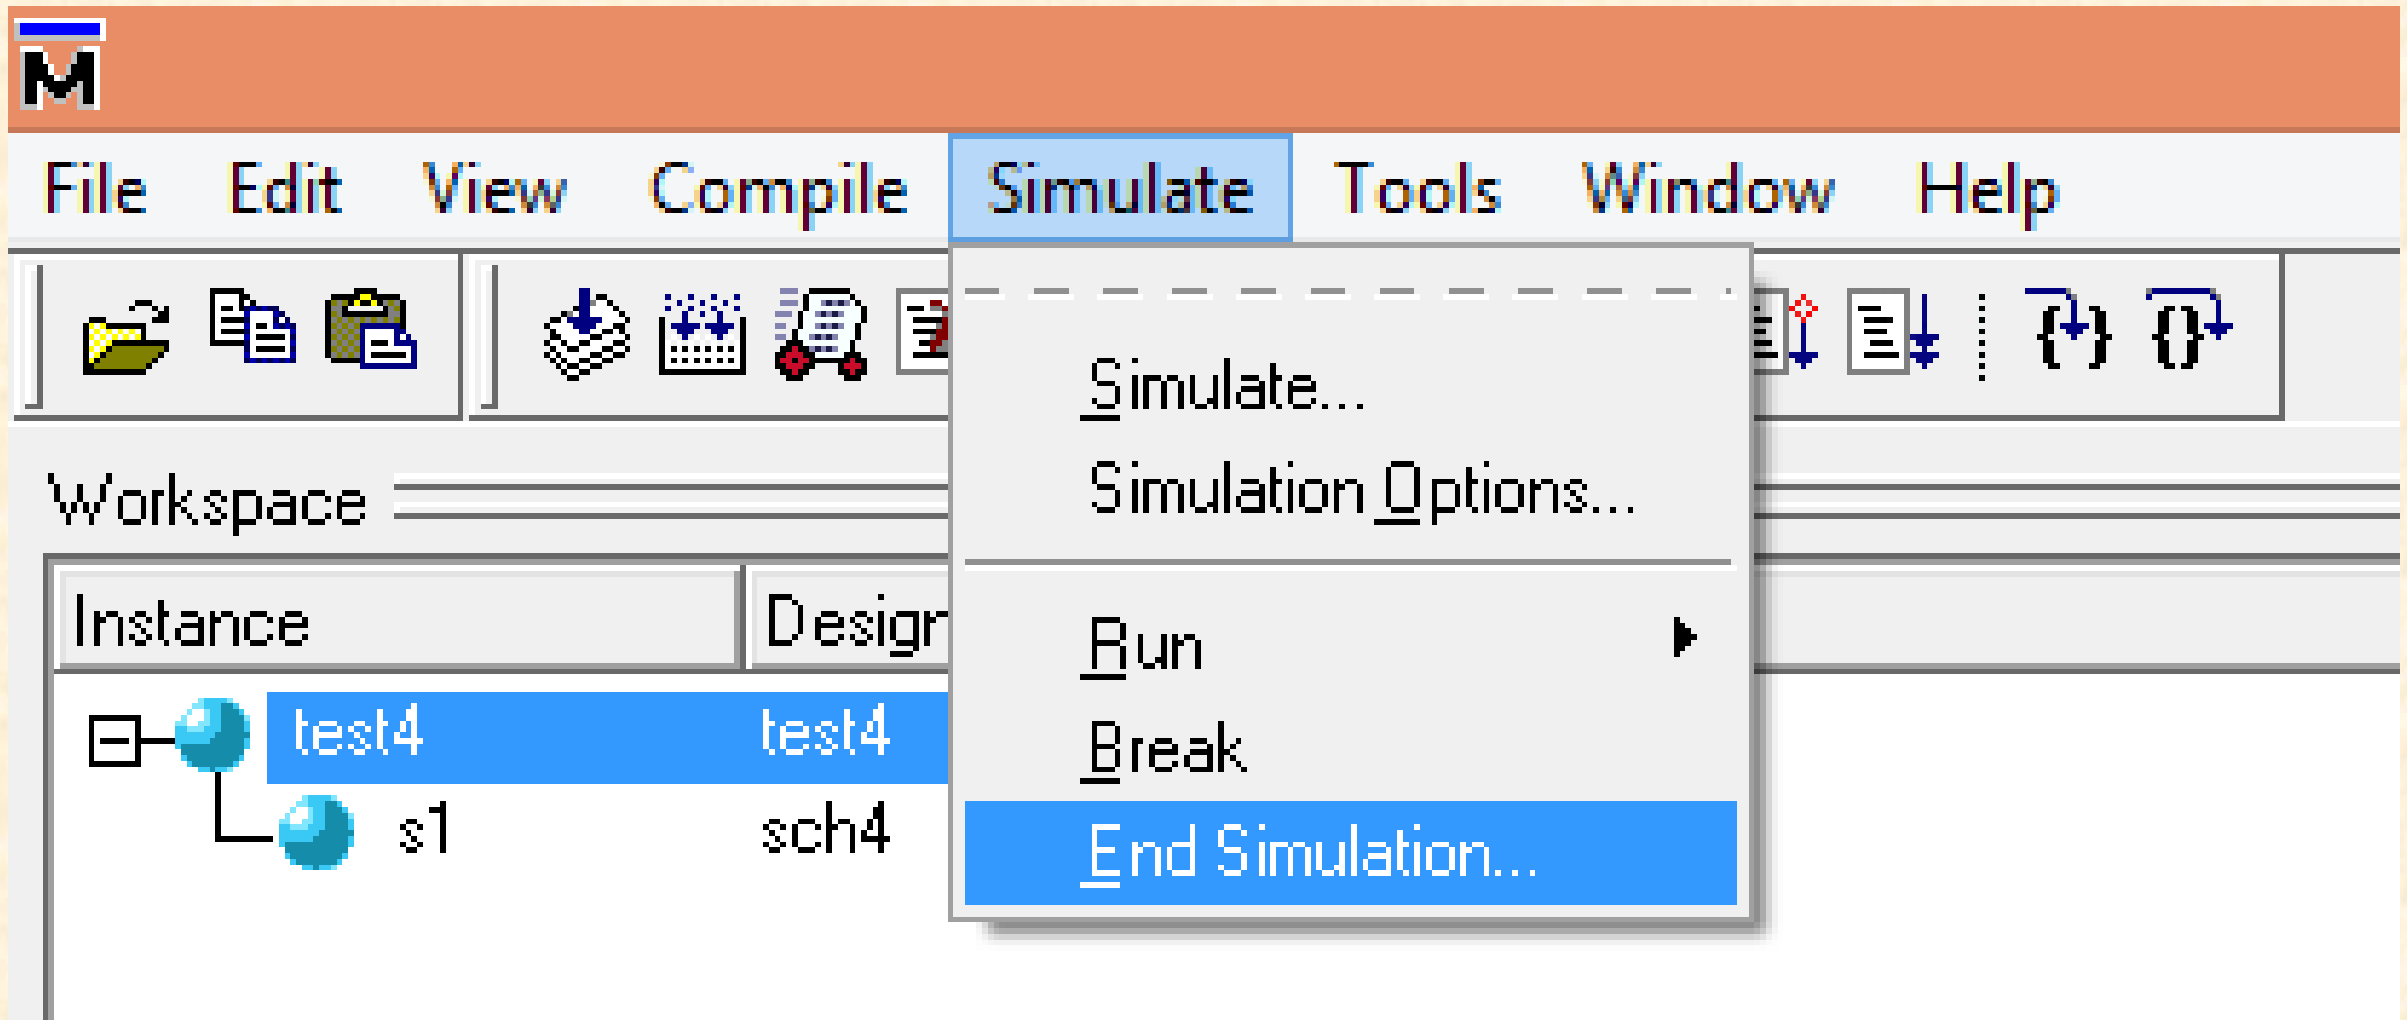 M
File Edit View Compile Simulate Tools Window Help
Simulate...
Simulation Options...
Run
Break
End Simulation...
Workspace
Instance Design
test4 test4
s1 sch4